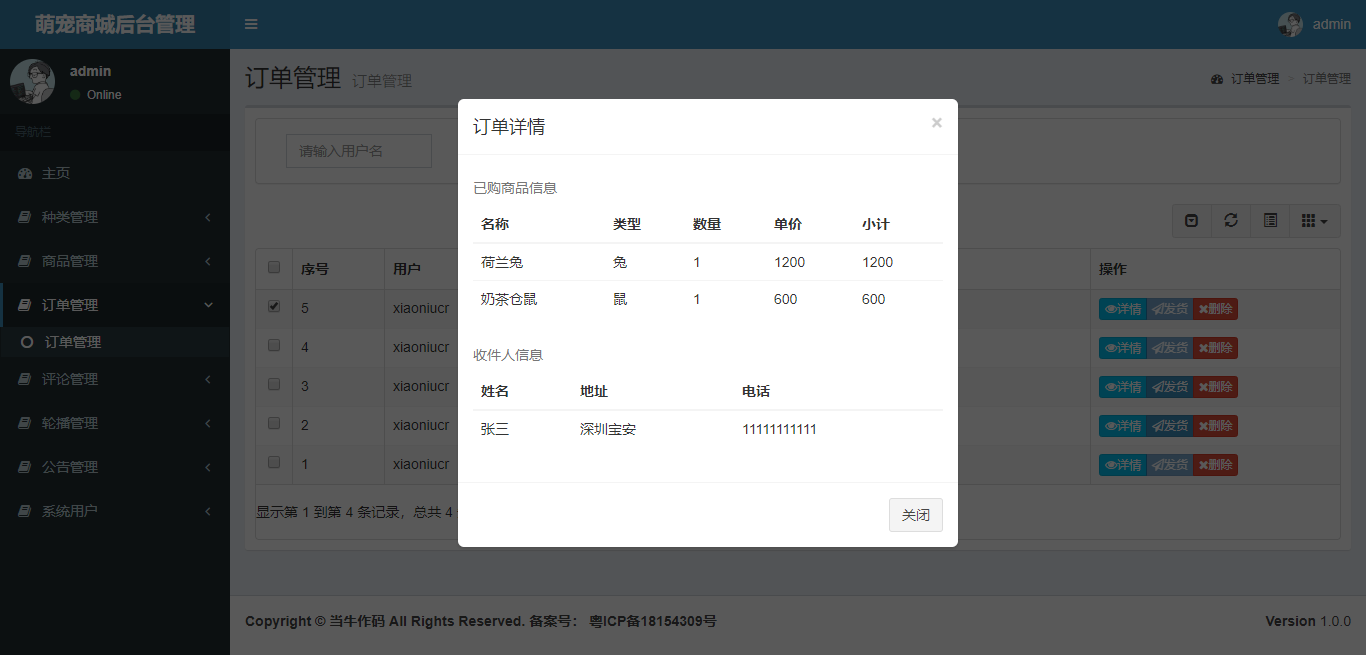 萌宠商城后台管理
admin
admin
Online
导航栏
主页
种类管理
商品管理
订单管理
订单管理
评论管理
轮播管理
公告管理
系统用户
订单管理 订单管理
订单管理 > 订单管理
请输入用户名
序号 用户 操作
5 xiaoniucr 详情 发货 删除
4 xiaoniucr 详情 发货 删除
3 xiaoniucr 详情 发货 删除
2 xiaoniucr 详情 发货 删除
1 xiaoniucr 详情 发货 删除
显示第 1 到第 4 条记录，总共 4
订单详情 ×
已购商品信息
名称 类型 数量 单价 小计
荷兰兔 兔 1 1200 1200
奶茶仓鼠 鼠 1 600 600
收件人信息
姓名 地址 电话
张三 深圳宝安 11111111111
关闭
Copyright © 当牛作码 All Rights Reserved. 备案号： 粤ICP备18154309号
Version 1.0.0